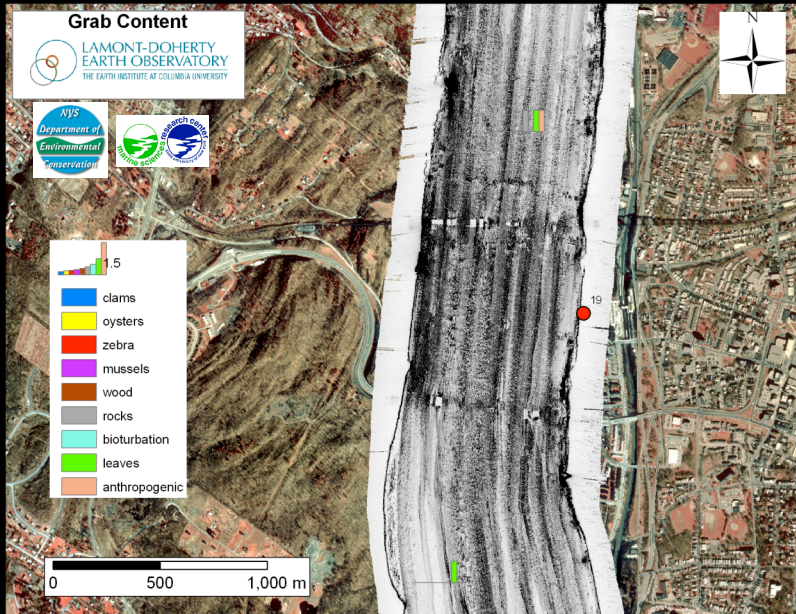 Grab Content
LAMONT-DOHERTY
EARTH OBSERVATORY
THE EARTH INSTITUTE AT COLUMBIA UNIVERSITY
N
NYS
Department of
Environmental
Conservation
marine sciences research center
1.5
clams
oysters
zebra
mussels
wood
rocks
bioturbation
leaves
anthropogenic
19
0 500 1,000 m